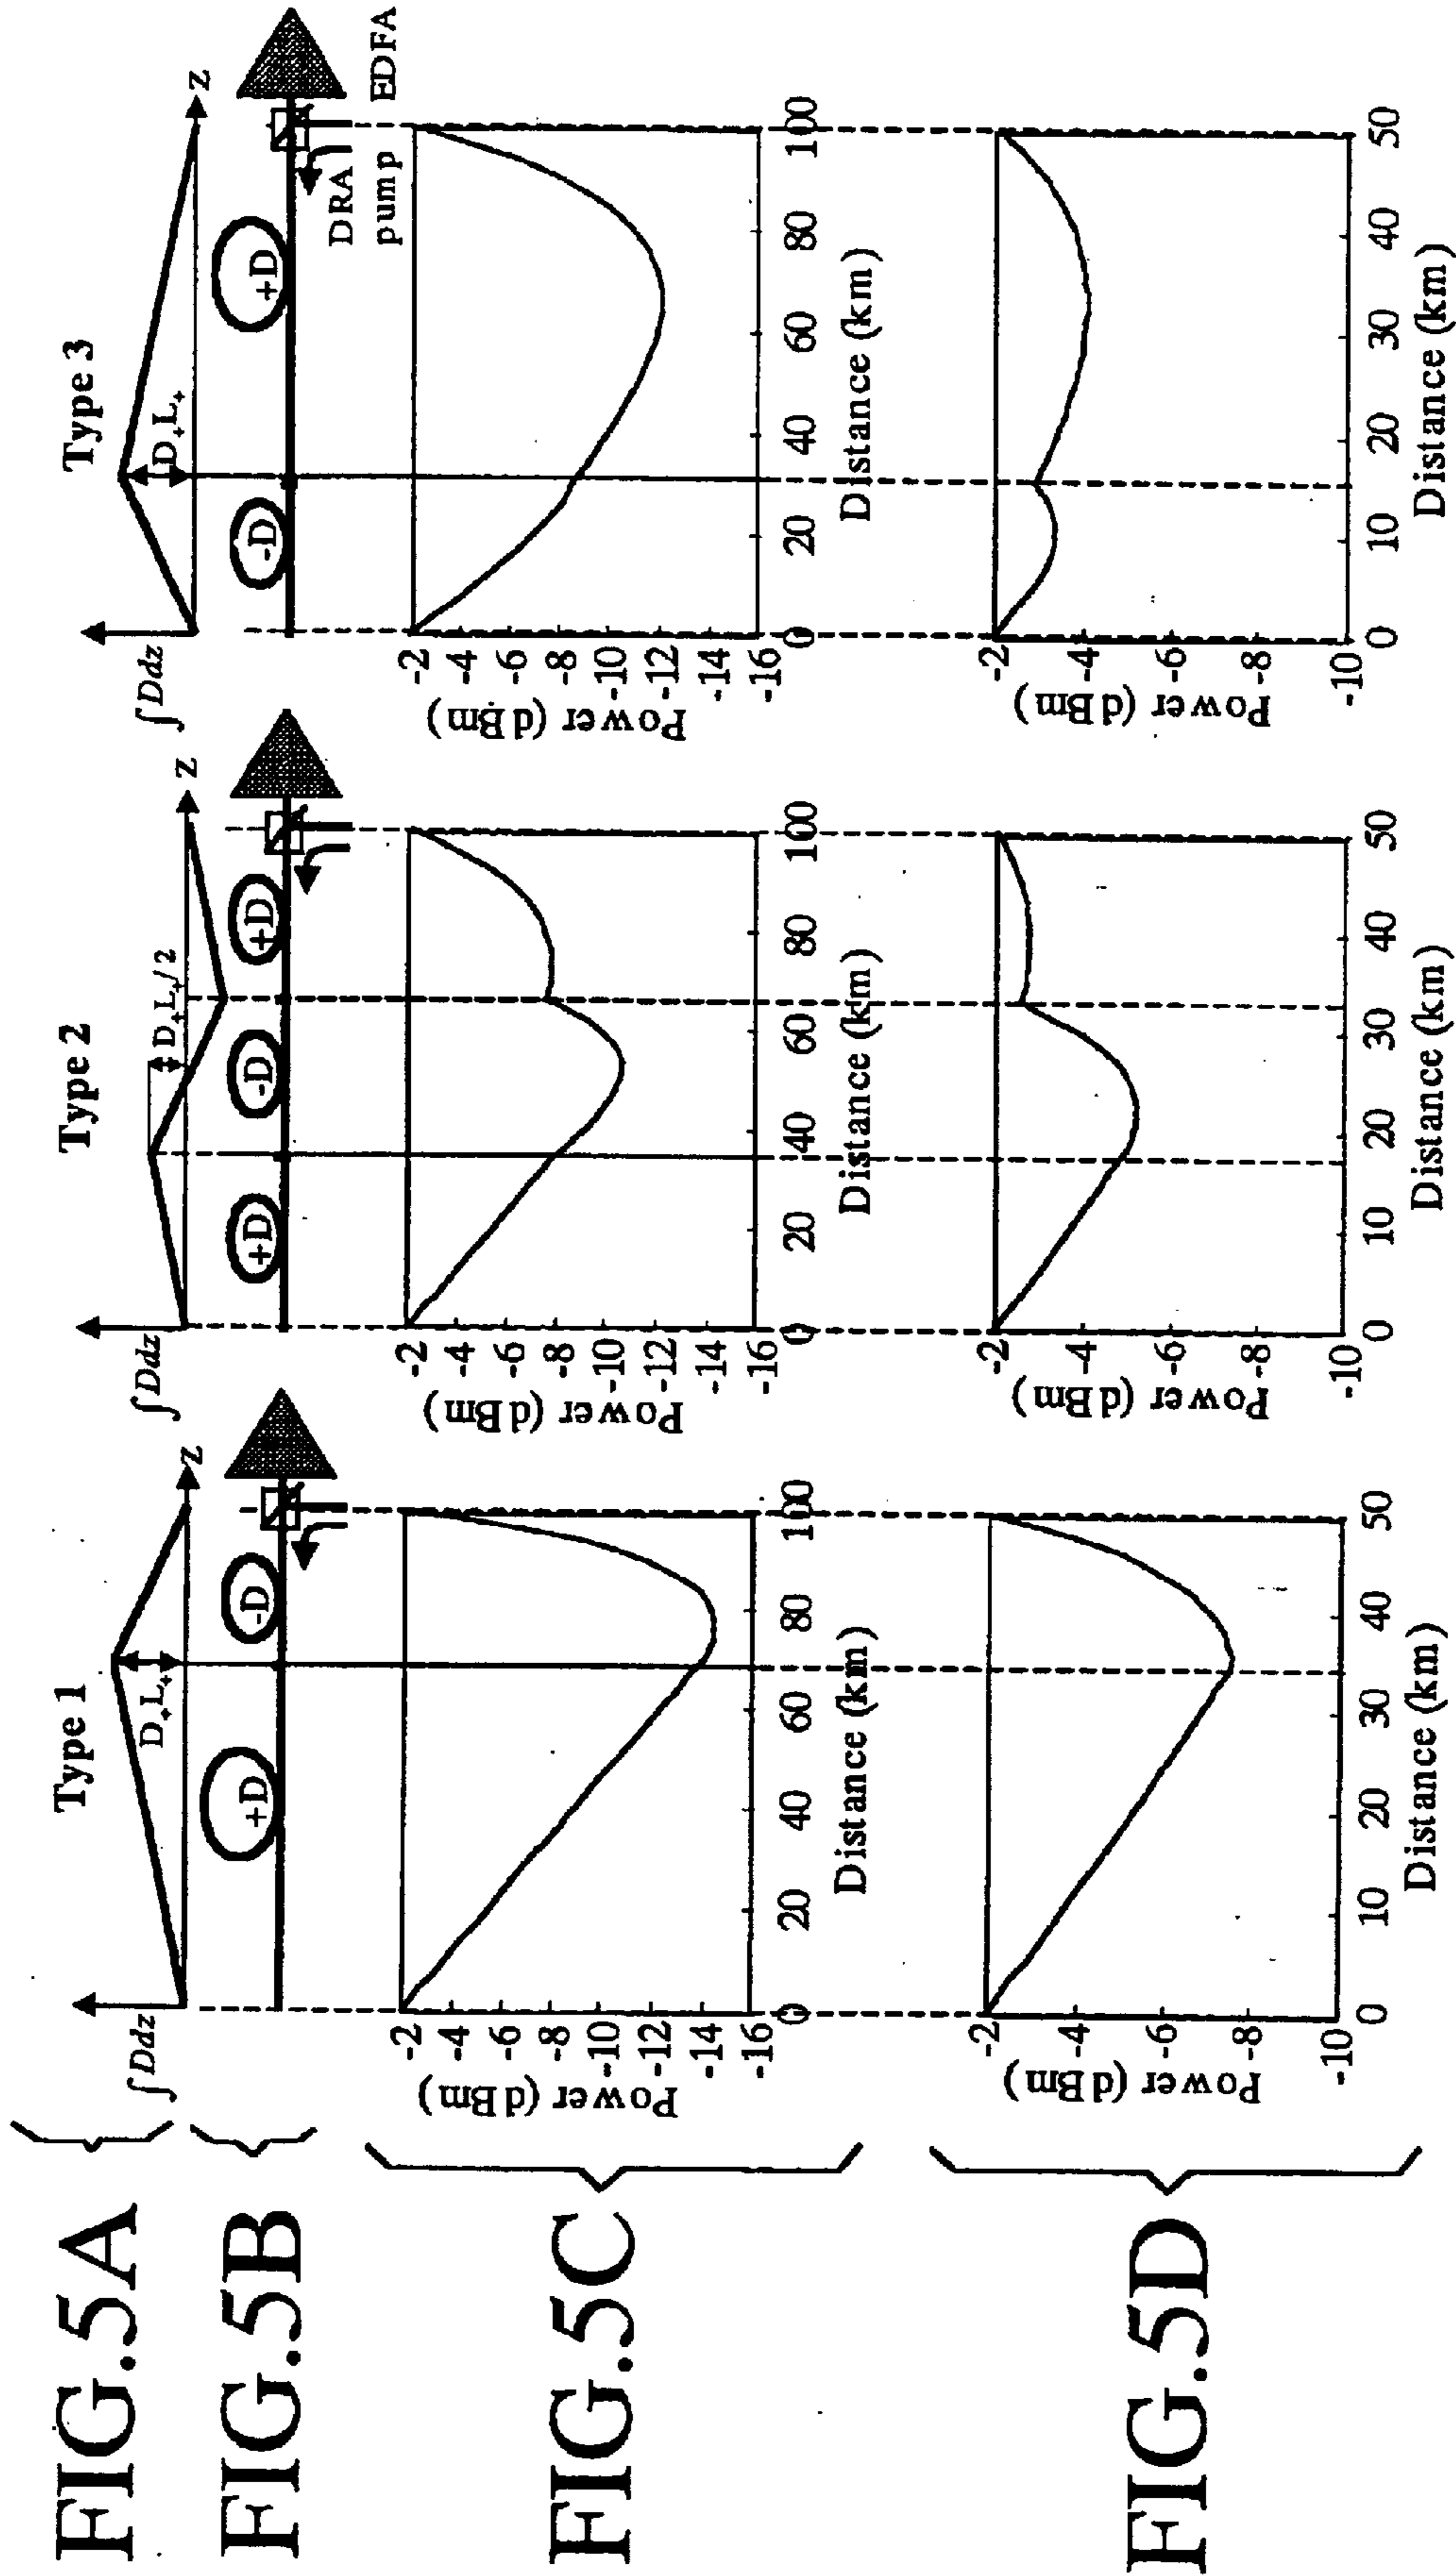 FIG.5A
FIG.5B
FIG.5C
FIG.5D
Type 1
∫Ddz
D₊L₊
z
+D
-D
Power (dBm)
-2
-4
-6
-8
-10
-12
-14
-16
0
20
40
60
80
100
Distance (km)
Power (dBm)
-2
-4
-6
-8
-10
0
10
20
30
40
50
Distance (km)
Type 2
∫Ddz
D₊L₊/2
z
+D
-D
+D
Power (dBm)
-2
-4
-6
-8
-10
-12
-14
-16
0
20
40
60
80
100
Distance (km)
Power (dBm)
-2
-4
-6
-8
-10
0
10
20
30
40
50
Distance (km)
Type 3
∫Ddz
D₊L₊
z
-D
+D
DRA
pump
EDFA
Power (dBm)
-2
-4
-6
-8
-10
-12
-14
-16
0
20
40
60
80
100
Distance (km)
Power (dBm)
-2
-4
-6
-8
-10
0
10
20
30
40
50
Distance (km)